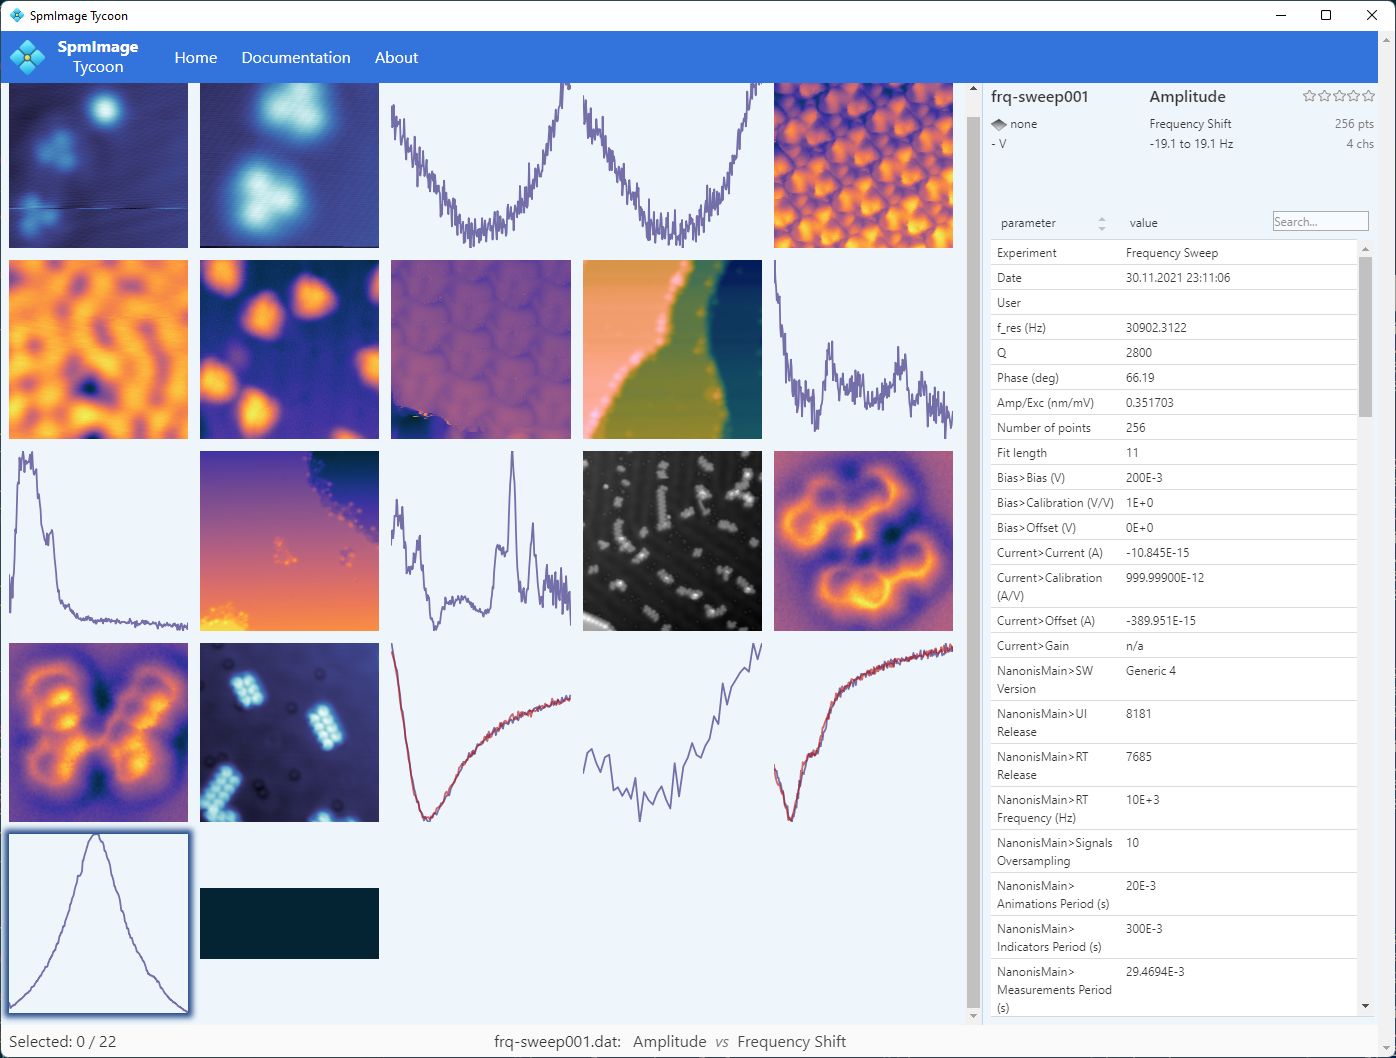 SpmImage Tycoon
SpmImage
Tycoon
Home Documentation About
frq-sweep001 Amplitude
none Frequency Shift 256 pts
- V -19.1 to 19.1 Hz 4 chs
parameter value Search...
Experiment Frequency Sweep
Date 30.11.2021 23:11:06
User
f_res (Hz) 30902.3122
Q 2800
Phase (deg) 66.19
Amp/Exc (nm/mV) 0.351703
Number of points 256
Fit length 11
Bias>Bias (V) 200E-3
Bias>Calibration (V/V) 1E+0
Bias>Offset (V) 0E+0
Current>Current (A) -10.845E-15
Current>Calibration 999.99900E-12
(A/V)
Current>Offset (A) -389.951E-15
Current>Gain n/a
NanonisMain>SW Generic 4
Version
NanonisMain>UI 8181
Release
NanonisMain>RT 7685
Release
NanonisMain>RT 10E+3
Frequency (Hz)
NanonisMain>Signals 10
Oversampling
NanonisMain> 20E-3
Animations Period (s)
NanonisMain> 300E-3
Indicators Period (s)
NanonisMain> 29.4694E-3
Measurements Period
(s)
Selected: 0 / 22 frq-sweep001.dat: Amplitude vs Frequency Shift